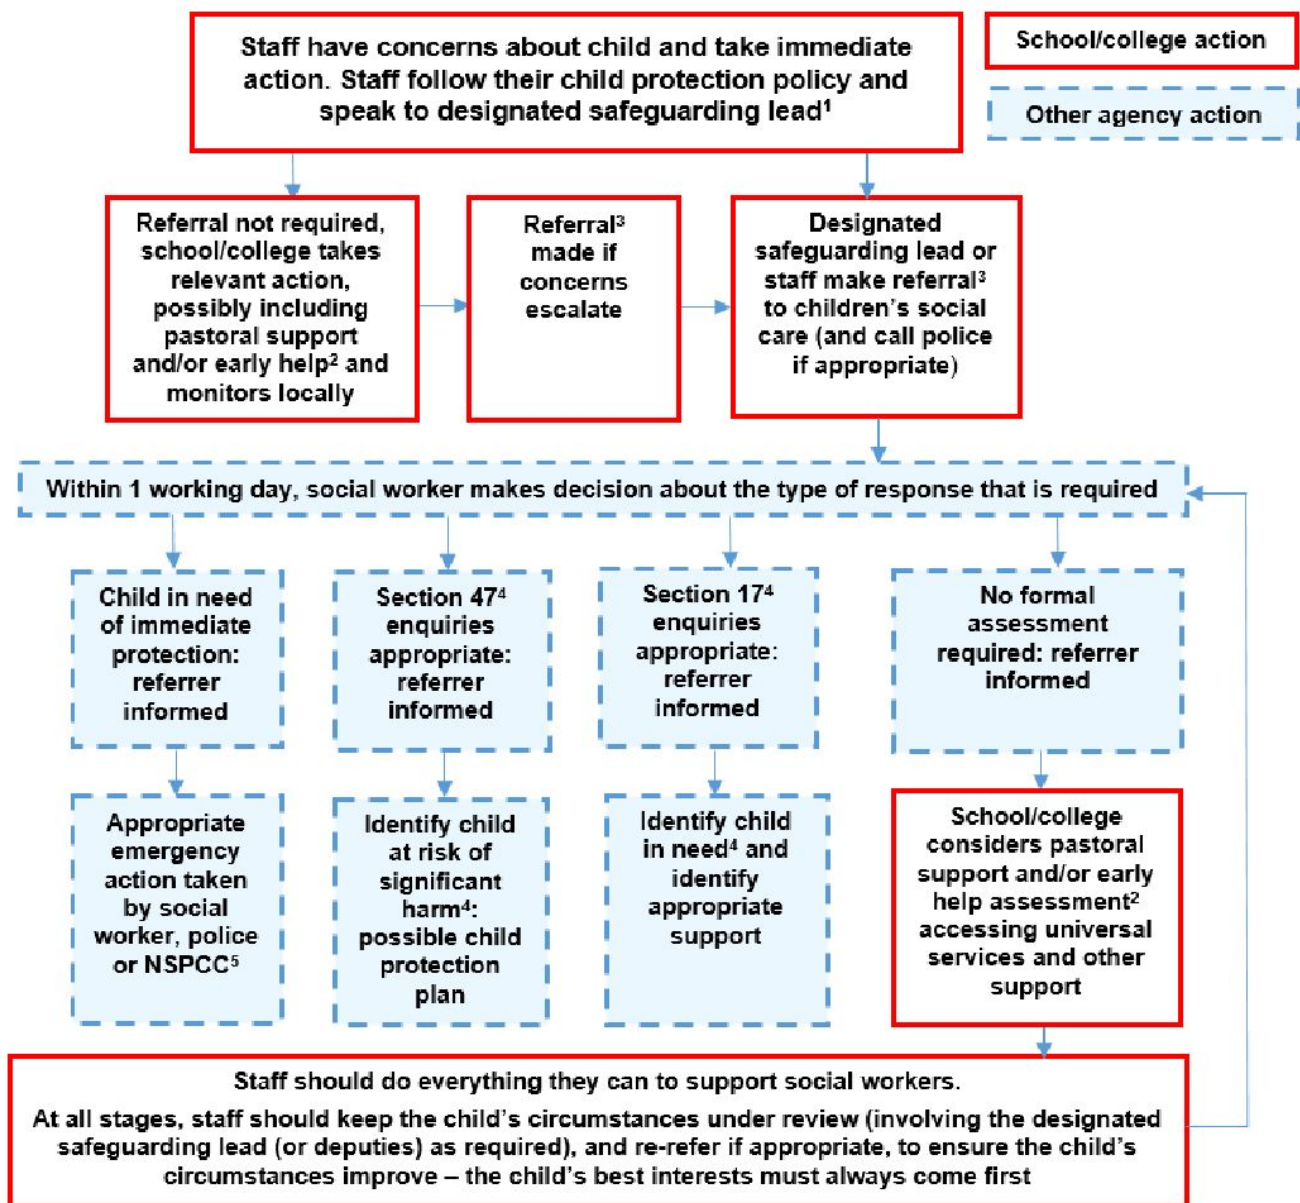 Staff have concerns about child and take immediate
action. Staff follow their child protection policy and
speak to designated safeguarding lead¹
School/college action
Other agency action
Referral not required,
school/college takes
relevant action,
possibly including
pastoral support
and/or early help² and
monitors locally
Referral³
made if
concerns
escalate
Designated
safeguarding lead or
staff make referral³
to children’s social
care (and call police
if appropriate)
Within 1 working day, social worker makes decision about the type of response that is required
Child in need
of immediate
protection:
referrer
informed
Section 47⁴
enquiries
appropriate:
referrer
informed
Section 17⁴
enquiries
appropriate:
referrer
informed
No formal
assessment
required: referrer
informed
Appropriate
emergency
action taken
by social
worker, police
or NSPCC⁵
Identify child
at risk of
significant
harm⁴:
possible child
protection
plan
Identify child
in need⁴ and
identify
appropriate
support
School/college
considers pastoral
support and/or early
help assessment²
accessing universal
services and other
support
Staff should do everything they can to support social workers.
At all stages, staff should keep the child’s circumstances under review (involving the designated
safeguarding lead (or deputies) as required), and re-refer if appropriate, to ensure the child’s
circumstances improve – the child’s best interests must always come first